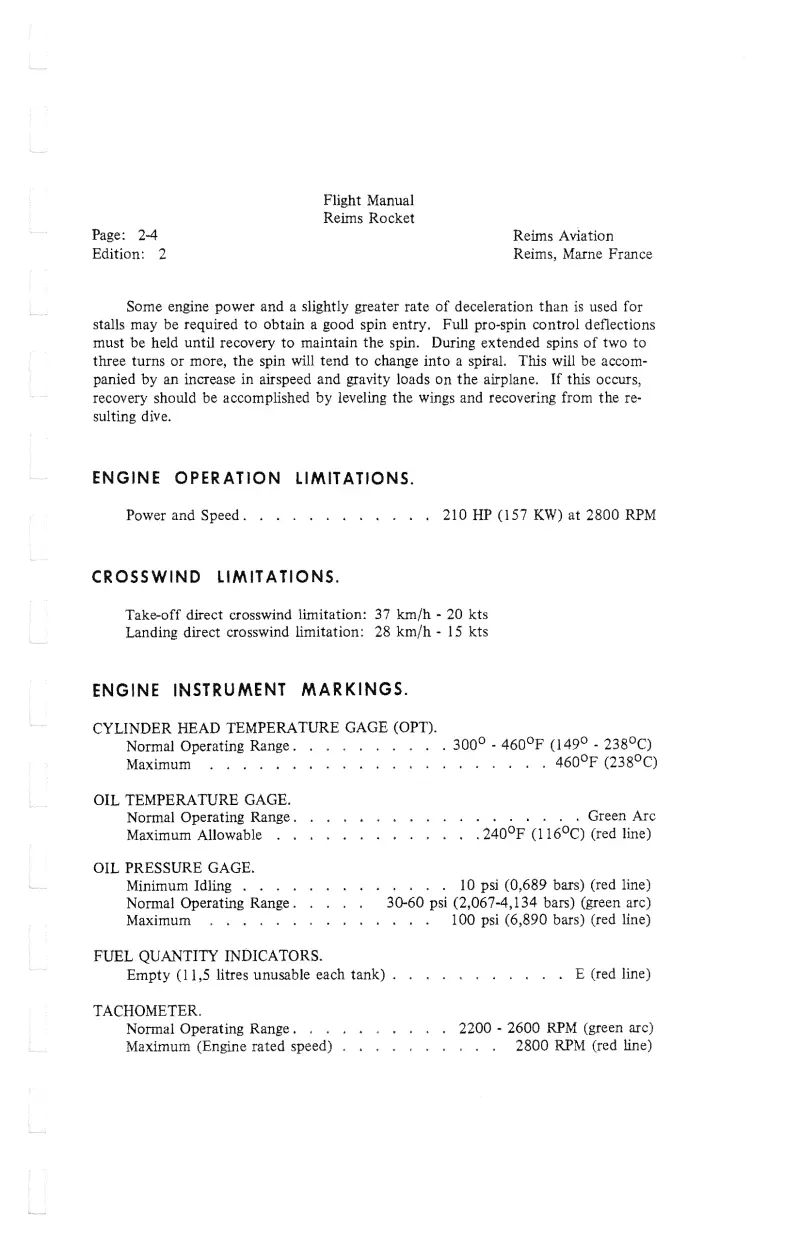 Flight Manual
Reims Rocket
Page: 2-4
Reims Aviation
Edition: 2
Reims, Marne France
Some engine power and a slightly greater rate of deceleration than is used for
stalls may be required to obtain a good spin entry. Full pro-spin control deflections
must be held until recovery to maintain the spin. During extended spins of two to
three turns or more, the spin will tend to change into a spiral. This will be accom-
panied by an increase in airspeed and gravity loads on the airplane. If this occurs,
recovery should be accomplished by leveling the wings and recovering from the re-
sulting dive.
ENGINE OPERATION LIMITATIONS.
Power and Speed. . . . . . . . . . . . 210 HP (157 KW) at 2800 RPM
CROSSWIND LIMITATIONS.
Take-off direct crosswind limitation: 37 km/h - 20 kts
Landing direct crosswind limitation: 28 km/h - 15 kts
ENGINE INSTRUMENT MARKINGS.
CYLINDER HEAD TEMPERATURE GAGE (OPT).
Normal Operating Range. . . . . . . . . . 300° - 460°F (149° - 238°C)
Maximum . . . . . . . . . . . . . . . . . . . . . 460°F (238°C)
OIL TEMPERATURE GAGE.
Normal Operating Range. . . . . . . . . . . . . . . . . . Green Arc
Maximum Allowable . . . . . . . . . . . . . .240°F (116°C) (red line)
OIL PRESSURE GAGE.
Minimum Idling . . . . . . . . . . . . . 10 psi (0,689 bars) (red line)
Normal Operating Range. . . . . 30-60 psi (2,067-4,134 bars) (green arc)
Maximum . . . . . . . . . . . . . . 100 psi (6,890 bars) (red line)
FUEL QUANTITY INDICATORS.
Empty (11,5 litres unusable each tank) . . . . . . . . . . . E (red line)
TACHOMETER.
Normal Operating Range. . . . . . . . . . 2200 - 2600 RPM (green arc)
Maximum (Engine rated speed) . . . . . . . . . . 2800 RPM (red line)